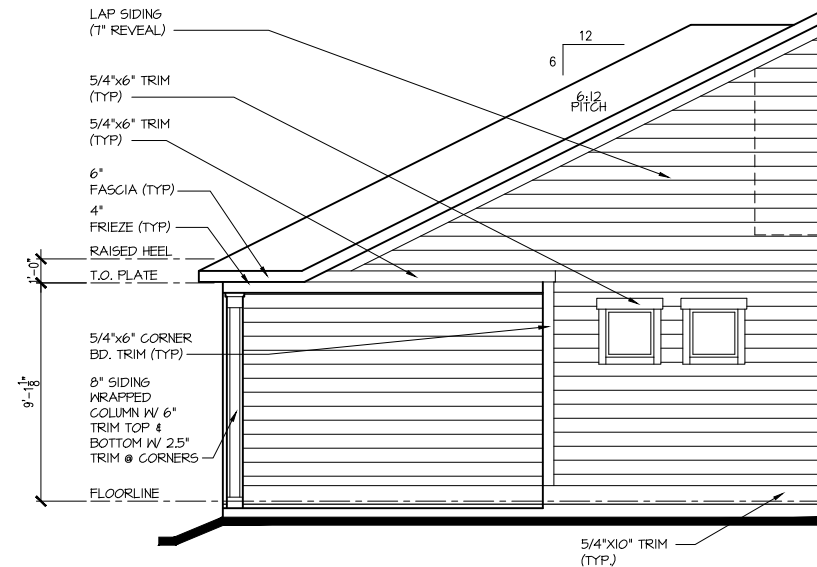 LAP SIDING
(7" REVEAL)
12
6
6:12
PITCH
5/4"x6" TRIM
(TYP)
5/4"x6" TRIM
(TYP)
6"
FASCIA (TYP)
4"
FRIEZE (TYP)
RAISED HEEL
1'-0"
T.O. PLATE
5/4"x6" CORNER
BD. TRIM (TYP)
9'-1 1/8"
8" SIDING
WRAPPED
COLUMN W/ 6"
TRIM TOP &
BOTTOM W/ 2.5"
TRIM @ CORNERS
FLOORLINE
5/4"X10" TRIM
(TYP.)